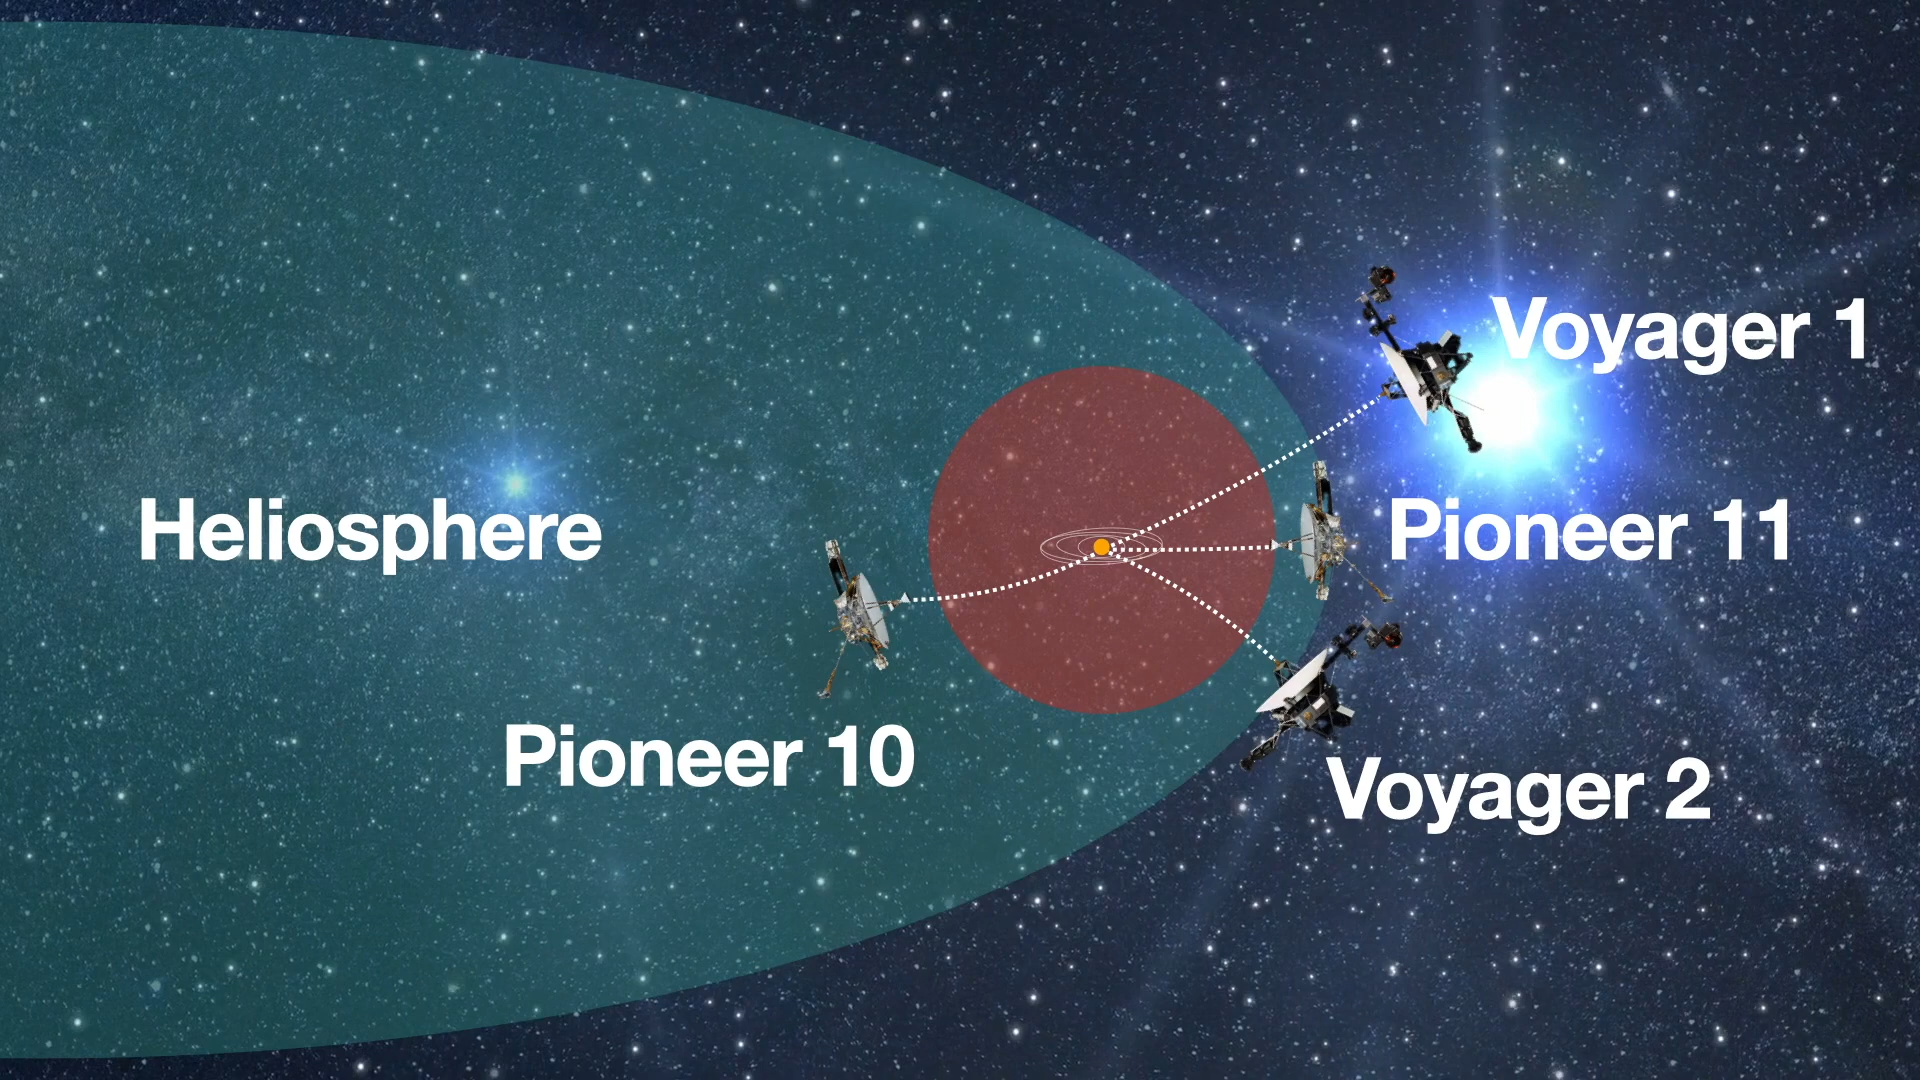 Voyager 1
Heliosphere
Pioneer 11
Pioneer 10
Voyager 2